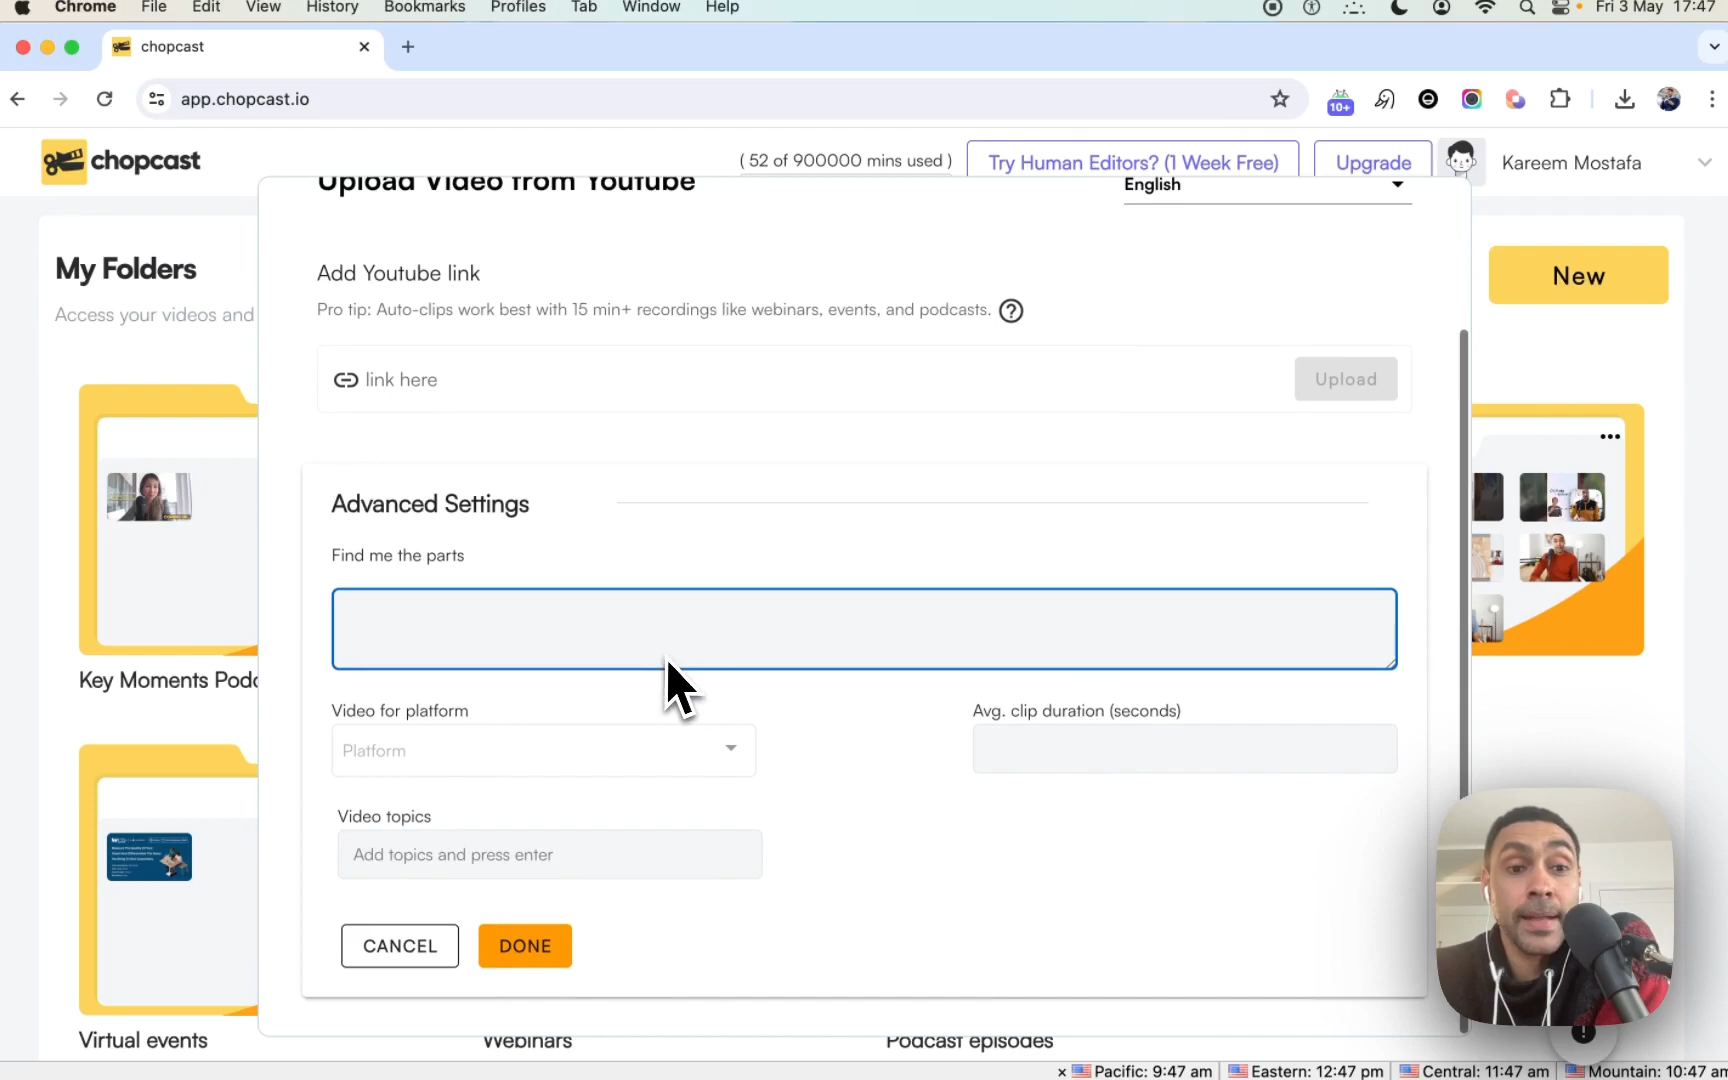 Chrome File Edit View History Bookmarks Profiles Tab Window Help Fri 3 May 17:47
chopcast
app.chopcast.io
10+
chopcast
( 52 of 900000 mins used )
Try Human Editors? (1 Week Free)
Upgrade
Kareem Mostafa
Upload Video from Youtube
English
My Folders
Access your videos and
New
Add Youtube link
Pro tip: Auto-clips work best with 15 min+ recordings like webinars, events, and podcasts.
link here
Upload
Advanced Settings
Find me the parts
Key Moments Podc
Video for platform
Avg. clip duration (seconds)
Platform
Video topics
Add topics and press enter
CANCEL
DONE
Virtual events
Webinars
Podcast episodes
× Pacific: 9:47 am Eastern: 12:47 pm Central: 11:47 am Mountain: 10:47 am